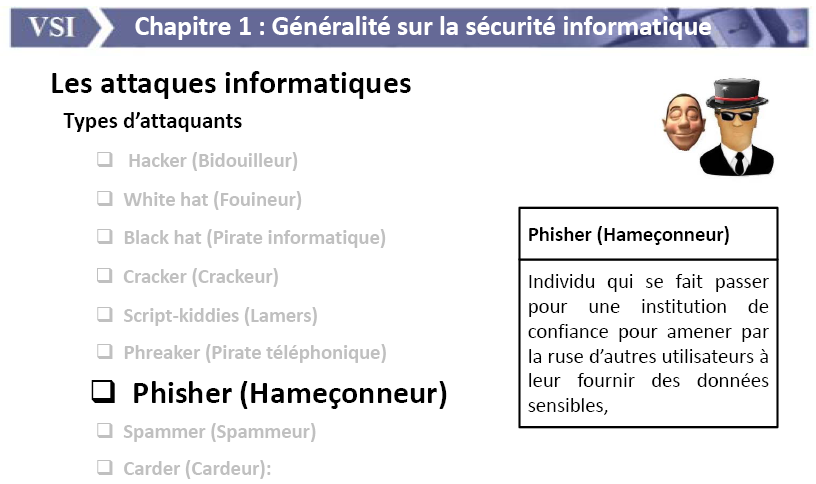 VSI
Chapitre 1 : Généralité sur la sécurité informatique
Les attaques informatiques
Types d’attaquants
Hacker (Bidouilleur)
White hat (Fouineur)
Black hat (Pirate informatique)
Cracker (Crackeur)
Script-kiddies (Lamers)
Phreaker (Pirate téléphonique)
Phisher (Hameçonneur)
Spammer (Spammeur)
Carder (Cardeur):
Phisher (Hameçonneur)
Individu qui se fait passer
pour une institution de
confiance pour amener par
la ruse d’autres utilisateurs à
leur fournir des données
sensibles,